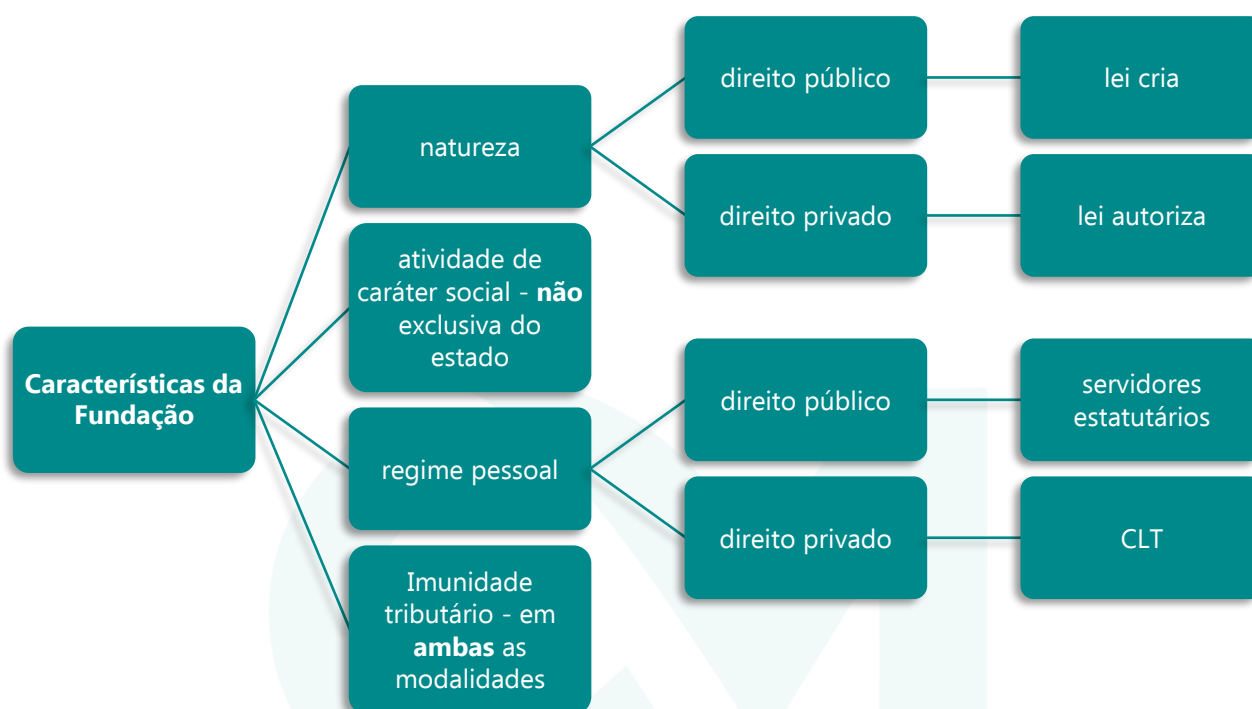 Características da
Fundação
natureza
direito público
lei cria
direito privado
lei autoriza
atividade de
caráter social - não
exclusiva do
estado
regime pessoal
direito público
servidores
estatutários
direito privado
CLT
Imunidade
tributário - em
ambas as
modalidades